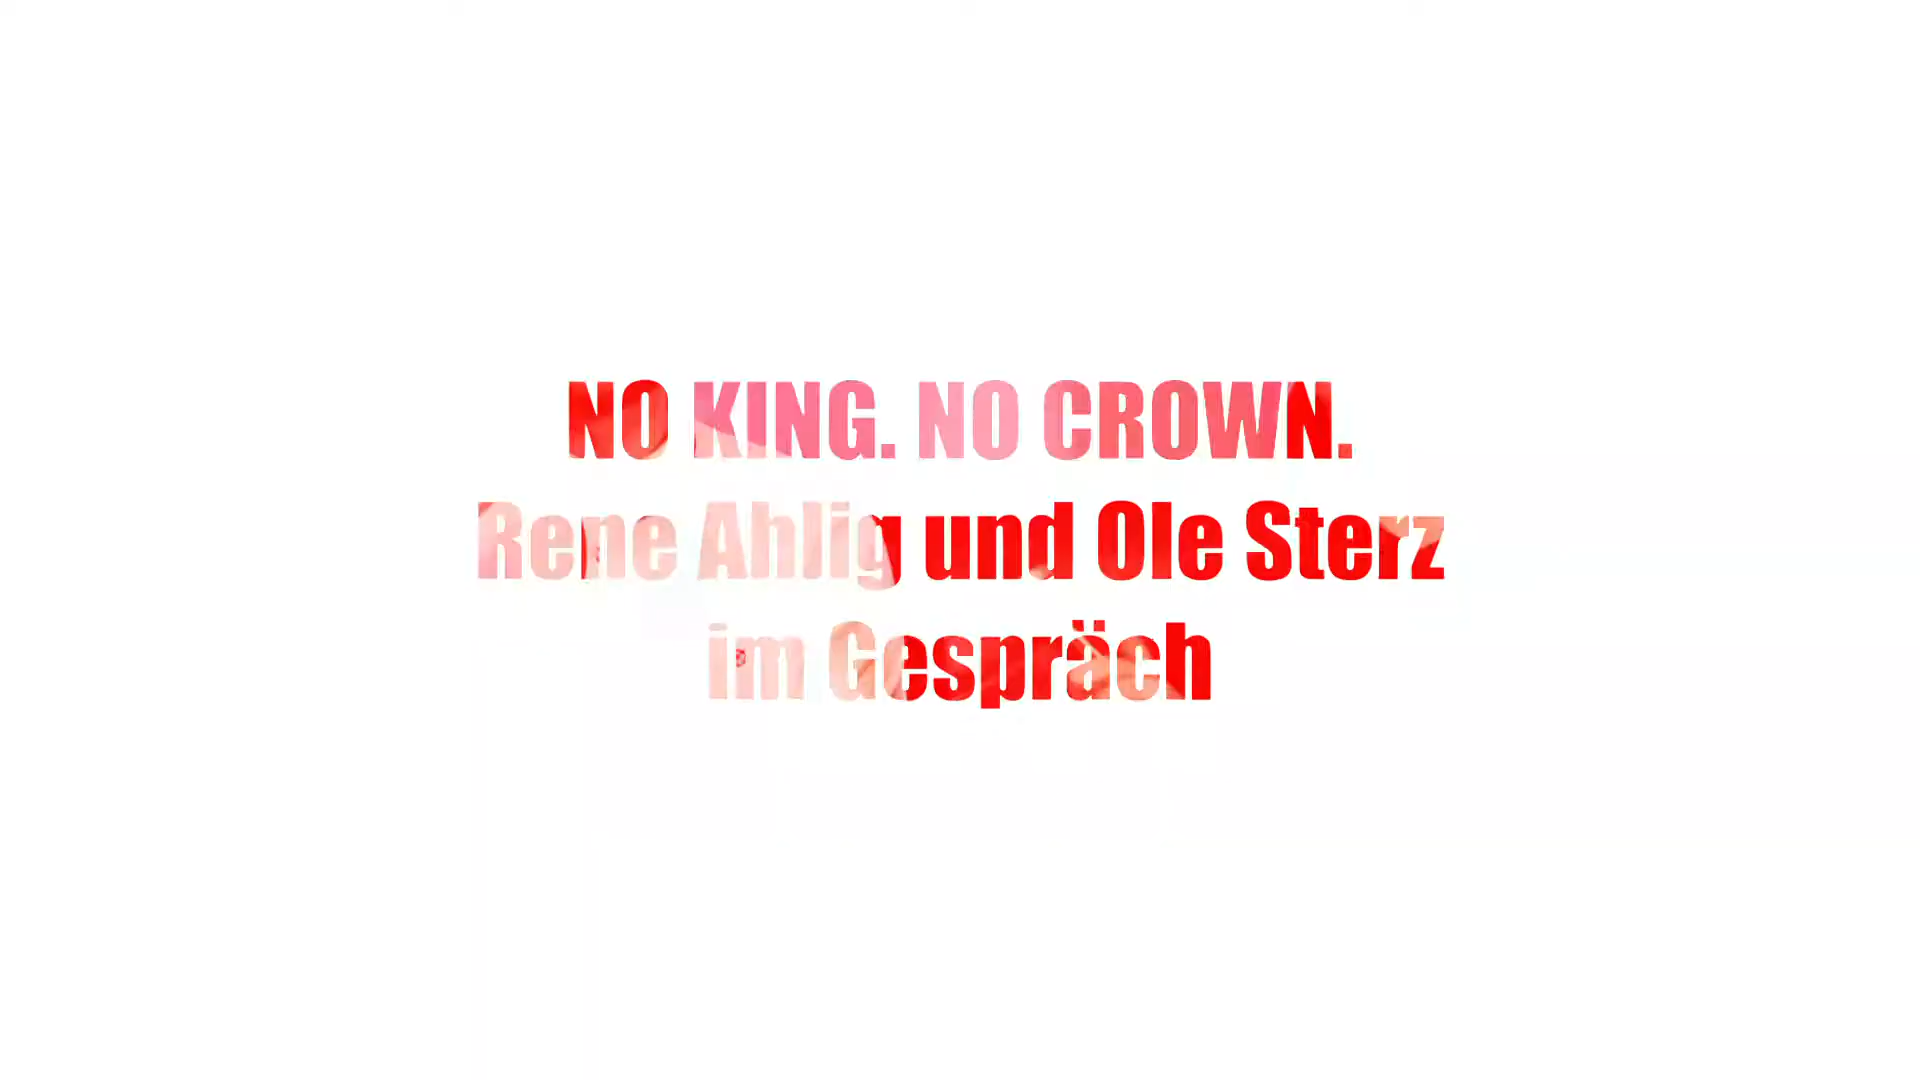 NO KING. NO CROWN.
Rene Ahlig und Ole Sterz
im Gespräch